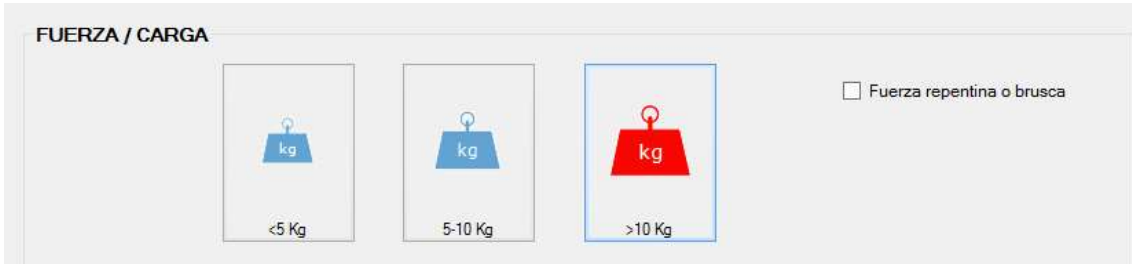 FUERZA / CARGA
Fuerza repentina o brusca
kg
kg
kg
<5 Kg
5-10 Kg
>10 Kg